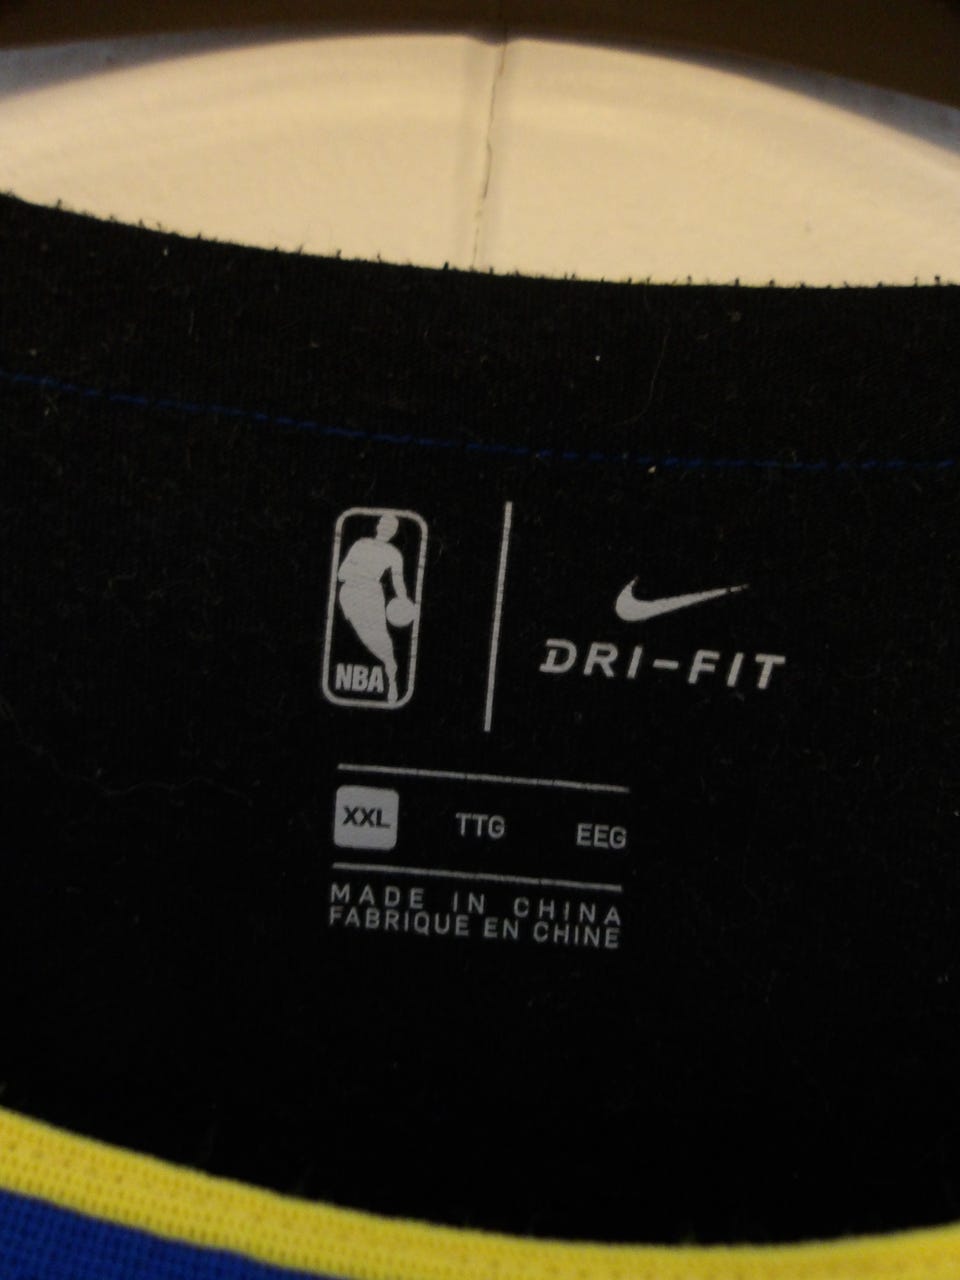 NBA
DRI-FIT
XXL TTG EEG
MADE IN CHINA
FABRIQUE EN CHINE